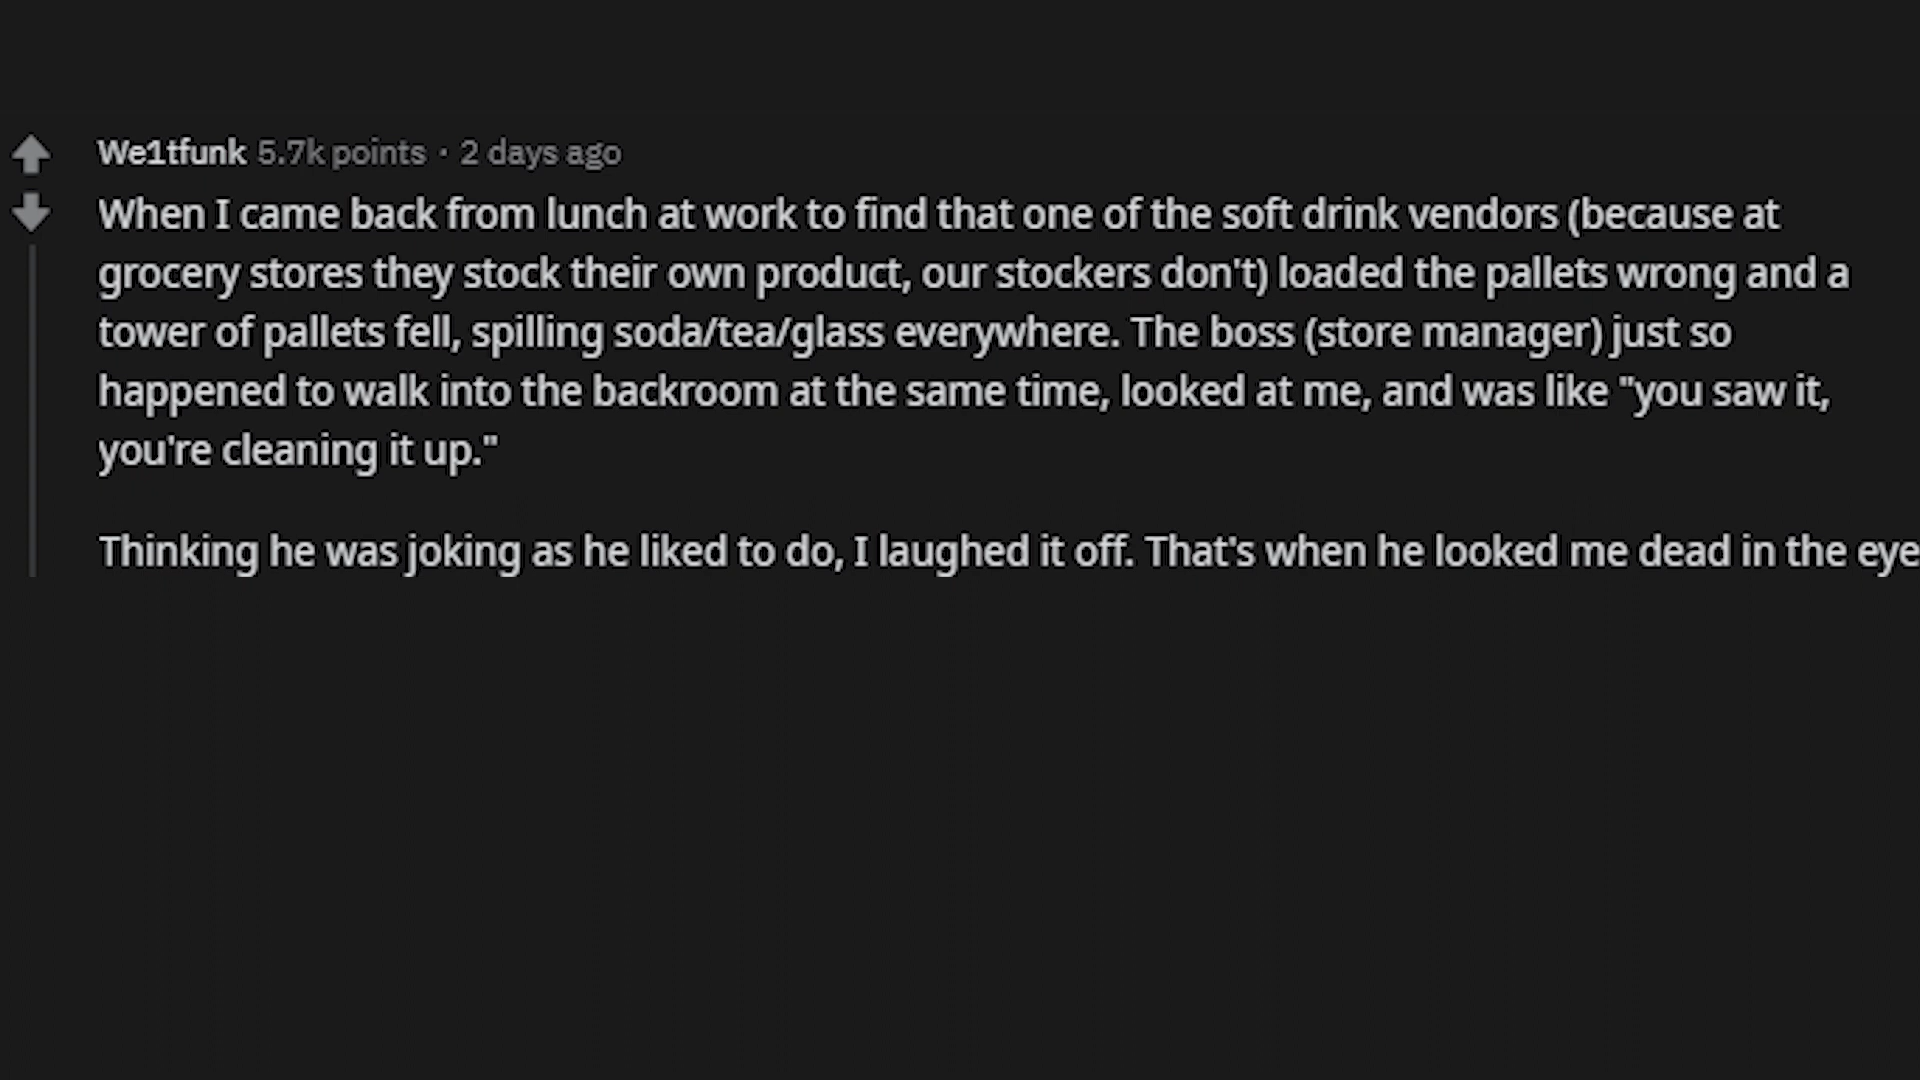 We1tfunk 5.7k points · 2 days ago
When I came back from lunch at work to find that one of the soft drink vendors (because at
grocery stores they stock their own product, our stockers don't) loaded the pallets wrong and a
tower of pallets fell, spilling soda/tea/glass everywhere. The boss (store manager) just so
happened to walk into the backroom at the same time, looked at me, and was like "you saw it,
you're cleaning it up."
Thinking he was joking as he liked to do, I laughed it off. That's when he looked me dead in the eye